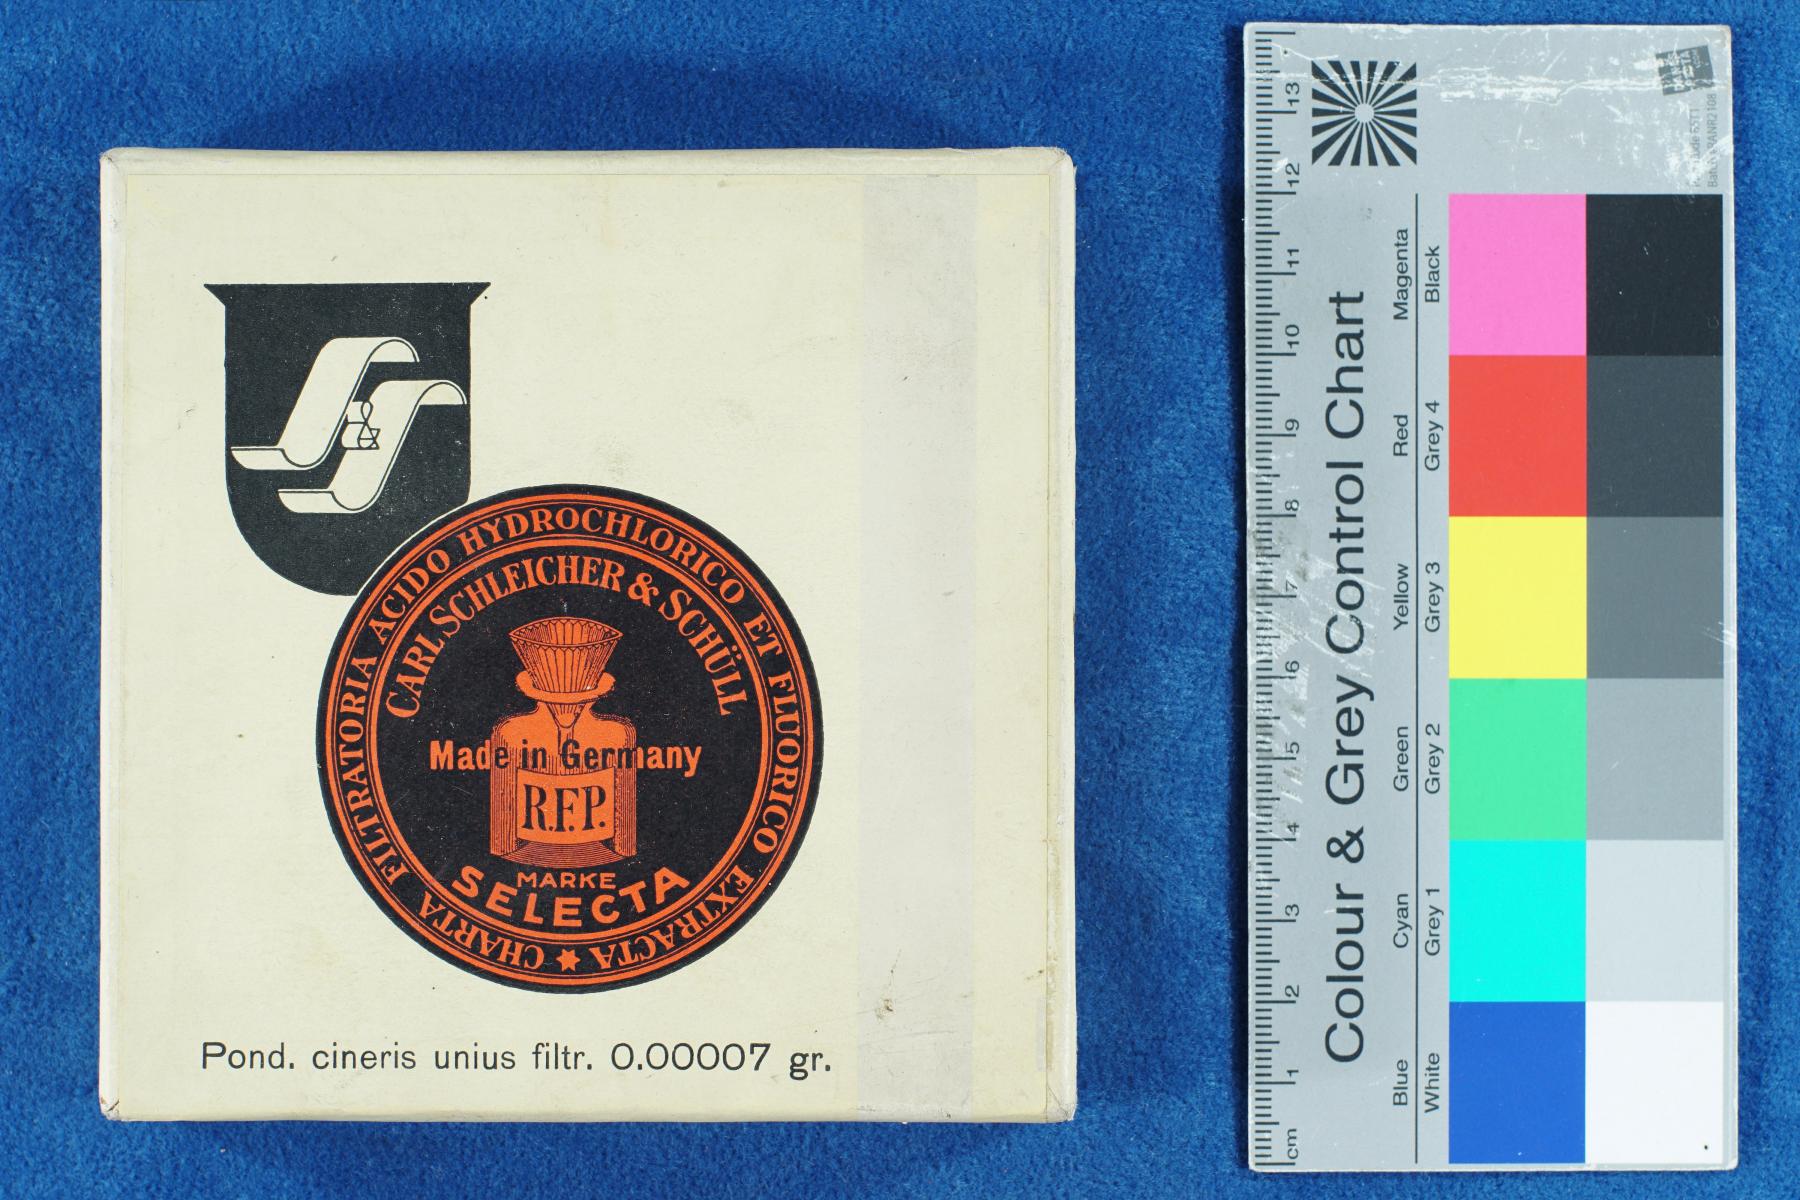 CHARTA FILTRATORIA ACIDO HYDROCHLORICO ET FLUORICO EXTRACTA
CARL SCHLEICHER & SCHÜLL
Made in Germany
R.F.P.
MARKE
SELECTA
Pond. cineris unius filtr. 0.00007 gr.
Colour & Grey Control Chart
Blue Cyan Green Yellow Red Magenta
White Grey 1 Grey 2 Grey 3 Grey 4 Black
cm 1 2 3 4 5 6 7 8 9 10 11 12 13